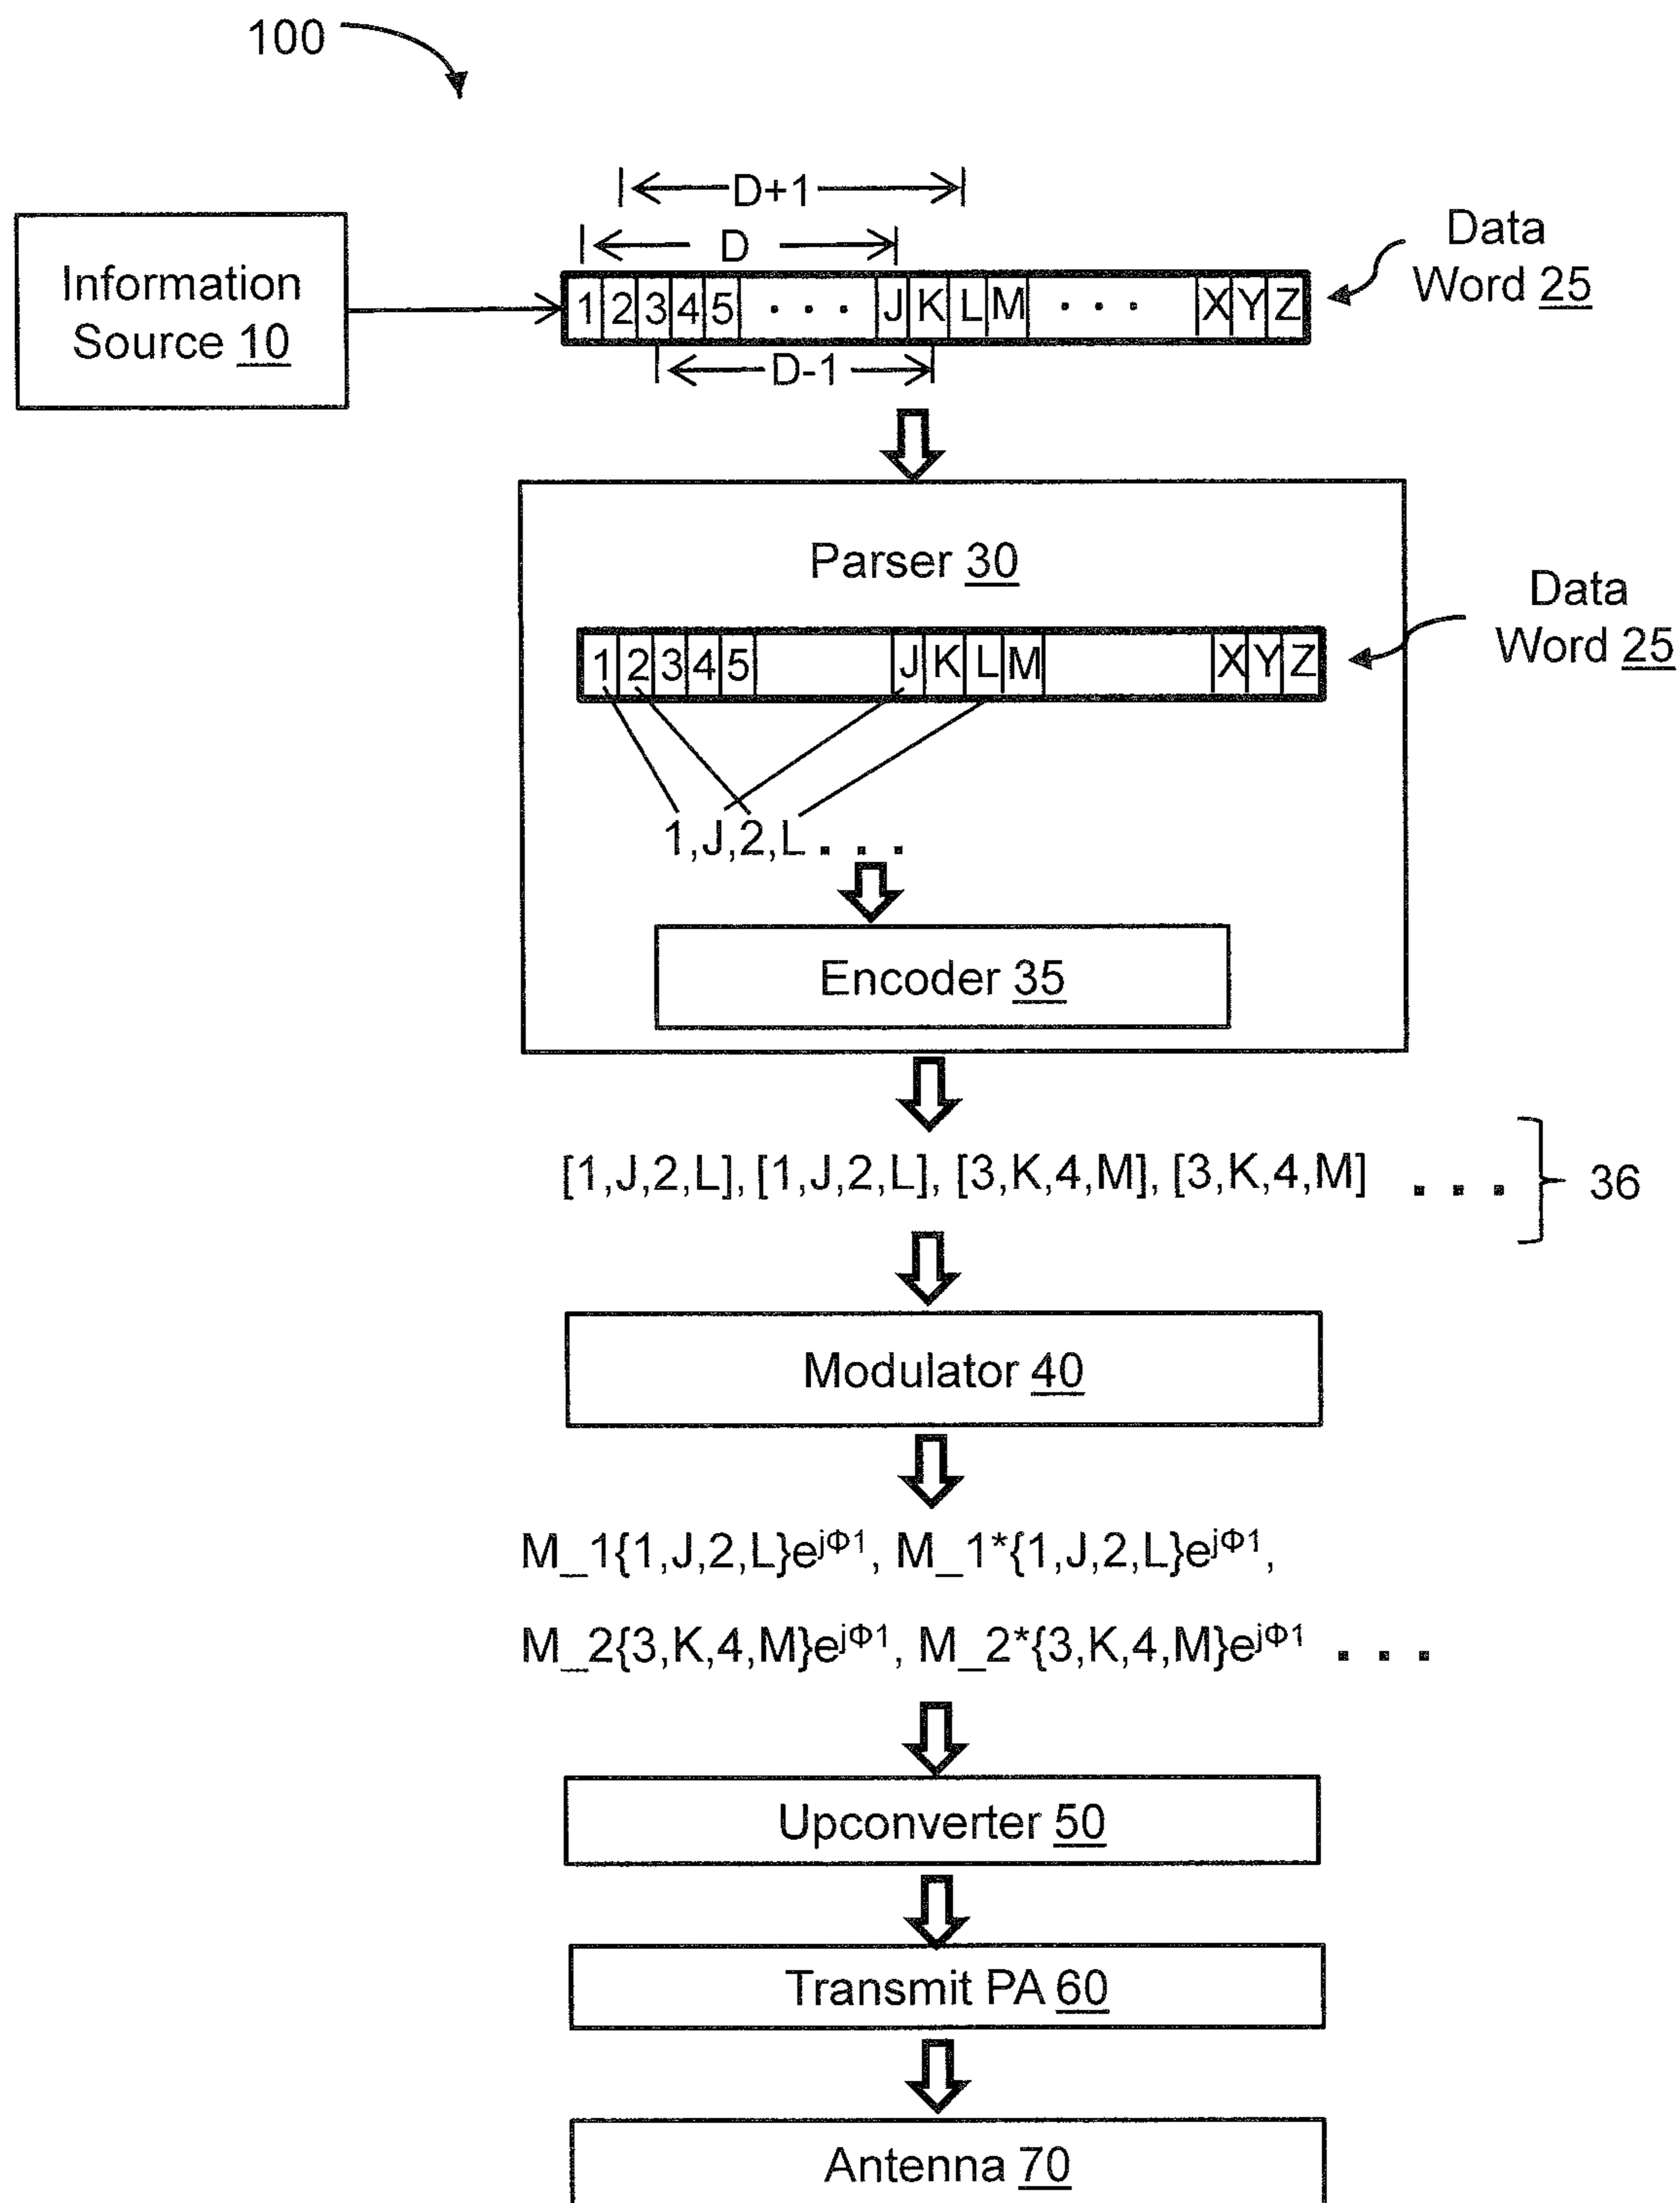 100
D+1
D
Information
Source 10
1 2 3 4 5 . . . J K L M . . . X Y Z
Data
Word 25
D-1
Parser 30
Data
Word 25
1 2 3 4 5 J K L M X Y Z
1,J,2,L . . .
Encoder 35
[1,J,2,L], [1,J,2,L], [3,K,4,M], [3,K,4,M] . . . 36
Modulator 40
M_1{1,J,2,L}e^jΦ1, M_1*{1,J,2,L}e^jΦ1,
M_2{3,K,4,M}e^jΦ1, M_2*{3,K,4,M}e^jΦ1 . . .
Upconverter 50
Transmit PA 60
Antenna 70